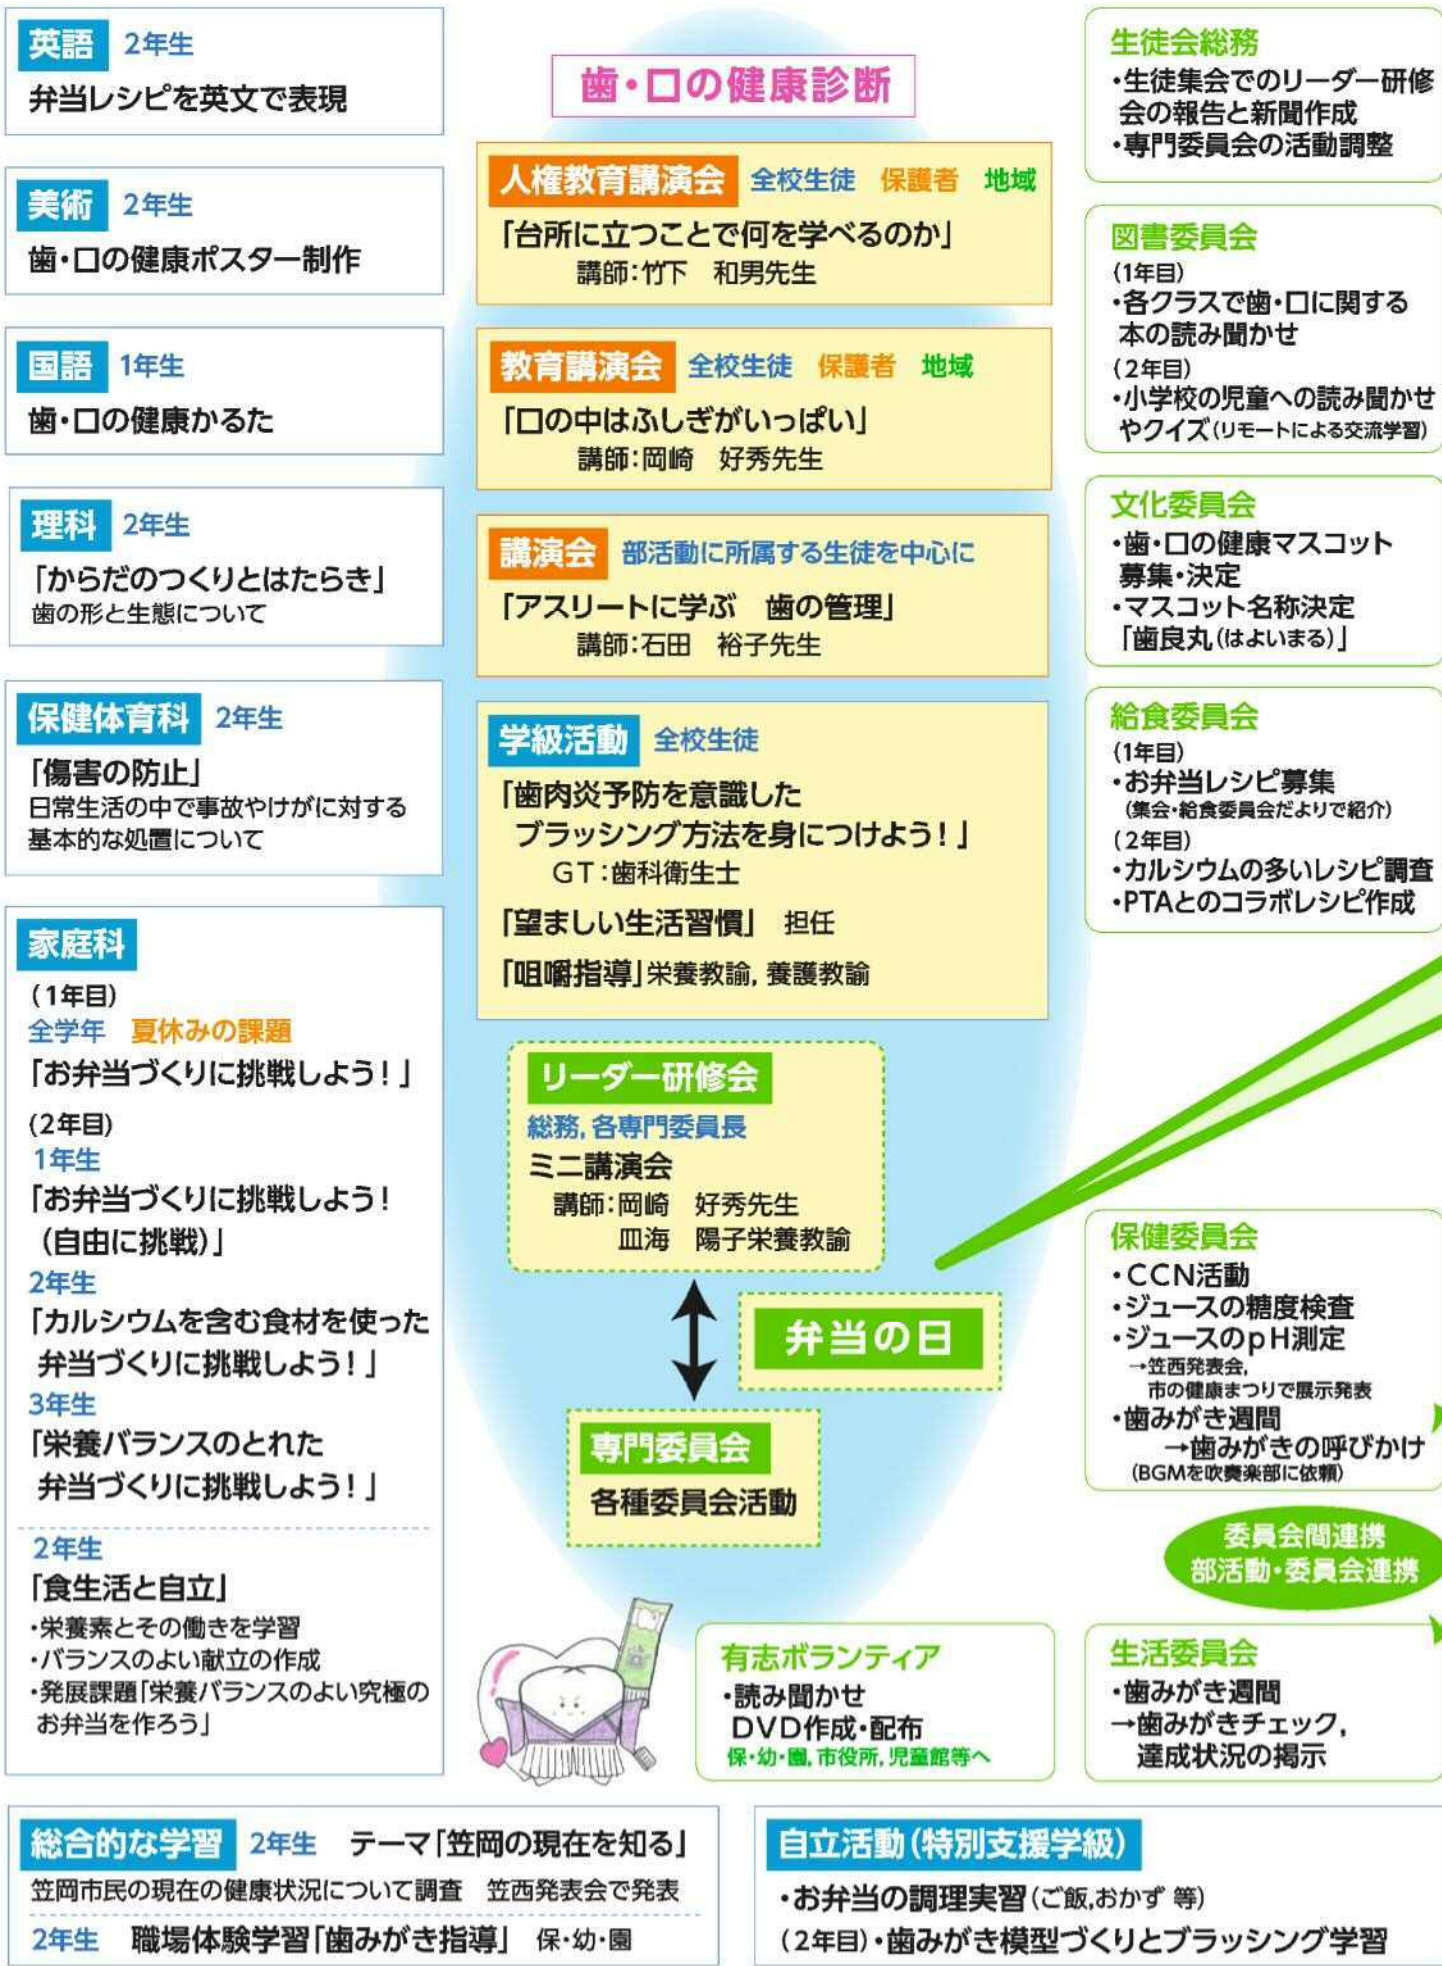 英語 2年生
弁当レシピを英文で表現
美術 2年生
歯・口の健康ポスター制作
国語 1年生
歯・口の健康かるた
理科 2年生
「からだのつくりとはたらき」
歯の形と生態について
保健体育科 2年生
「傷害の防止」
日常生活の中で事故やけがに対する
基本的な処置について
家庭科
(1年目)
全学年 夏休みの課題
「お弁当づくりに挑戦しよう!」
(2年目)
1年生
「お弁当づくりに挑戦しよう!
(自由に挑戦)」
2年生
「カルシウムを含む食材を使った
弁当づくりに挑戦しよう!」
3年生
「栄養バランスのとれた
弁当づくりに挑戦しよう!」
2年生
「食生活と自立」
・栄養素とその働きを学習
・バランスのよい献立の作成
・発展課題「栄養バランスのよい究極の
お弁当を作ろう」
歯・口の健康診断
人権教育講演会 全校生徒 保護者 地域
「台所に立つことで何を学べるのか」
講師:竹下 和男先生
教育講演会 全校生徒 保護者 地域
「口の中はふしぎがいっぱい」
講師:岡崎 好秀先生
講演会 部活動に所属する生徒を中心に
「アスリートに学ぶ 歯の管理」
講師:石田 裕子先生
学級活動 全校生徒
「歯肉炎予防を意識した
ブラッシング方法を身につけよう!」
GT:歯科衛生士
「望ましい生活習慣」 担任
「咀嚼指導」栄養教諭,養護教諭
リーダー研修会
総務,各専門委員長
ミニ講演会
講師:岡崎 好秀先生
皿海 陽子栄養教諭
弁当の日
専門委員会
各種委員会活動
有志ボランティア
・読み聞かせ
DVD作成・配布
保・幼・園,市役所,児童館等へ
生徒会総務
・生徒集会でのリーダー研修
会の報告と新聞作成
・専門委員会の活動調整
図書委員会
(1年目)
・各クラスで歯・口に関する
本の読み聞かせ
(2年目)
・小学校の児童への読み聞かせ
やクイズ(リモートによる交流学習)
文化委員会
・歯・口の健康マスコット
募集・決定
・マスコット名称決定
「歯良丸(はよいまる)」
給食委員会
(1年目)
・お弁当レシピ募集
(集会・給食委員会だよりで紹介)
(2年目)
・カルシウムの多いレシピ調査
・PTAとのコラボレシピ作成
保健委員会
・CCN活動
・ジュースの糖度検査
・ジュースのpH測定
→笠西発表会,
市の健康まつりで展示発表
・歯みがき週間
→歯みがきの呼びかけ
(BGMを吹奏楽部に依頼)
委員会間連携
部活動・委員会連携
生活委員会
・歯みがき週間
→歯みがきチェック,
達成状況の掲示
総合的な学習 2年生 テーマ「笠岡の現在を知る」
笠岡市民の現在の健康状況について調査 笠西発表会で発表
2年生 職場体験学習「歯みがき指導」 保・幼・園
自立活動(特別支援学級)
・お弁当の調理実習(ご飯,おかず 等)
(2年目)・歯みがき模型づくりとブラッシング学習